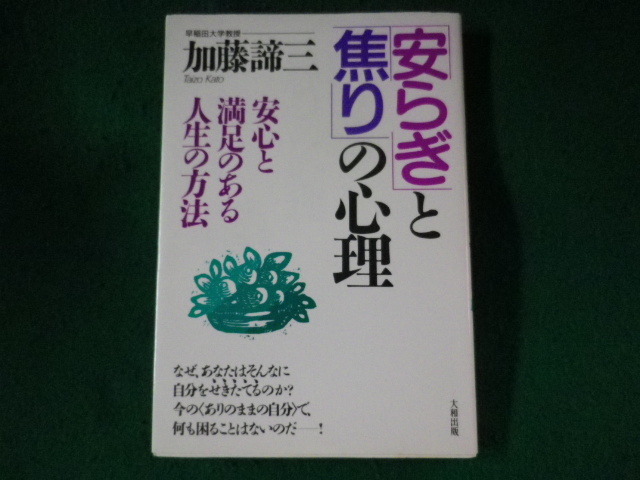 「安らぎ」と
「焦り」の心理
早稲田大学教授
加藤諦三
Taizo Kato
安心と
満足のある
人生の方法
なぜ、あなたはそんなに
自分をせきたてるのか?
今の〈ありのままの自分〉で、
何も困ることはないのだ──!
大和出版